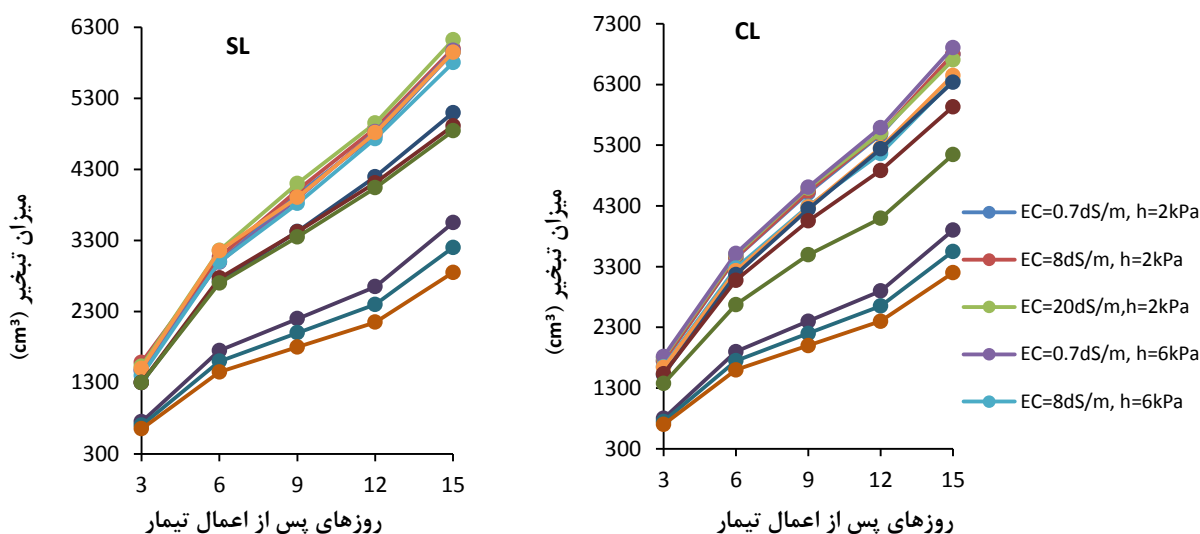 SL
6300
5300
4300
3300
2300
1300
300
3 6 9 12 15
میزان تبخیر (cm³)
روزهای پس از اعمال تیمار
CL
7300
6300
5300
4300
3300
2300
1300
300
3 6 9 12 15
میزان تبخیر (cm³)
روزهای پس از اعمال تیمار
EC=0.7dS/m, h=2kPa
EC=8dS/m, h=2kPa
EC=20dS/m,h=2kPa
EC=0.7dS/m, h=6kPa
EC=8dS/m, h=6kPa